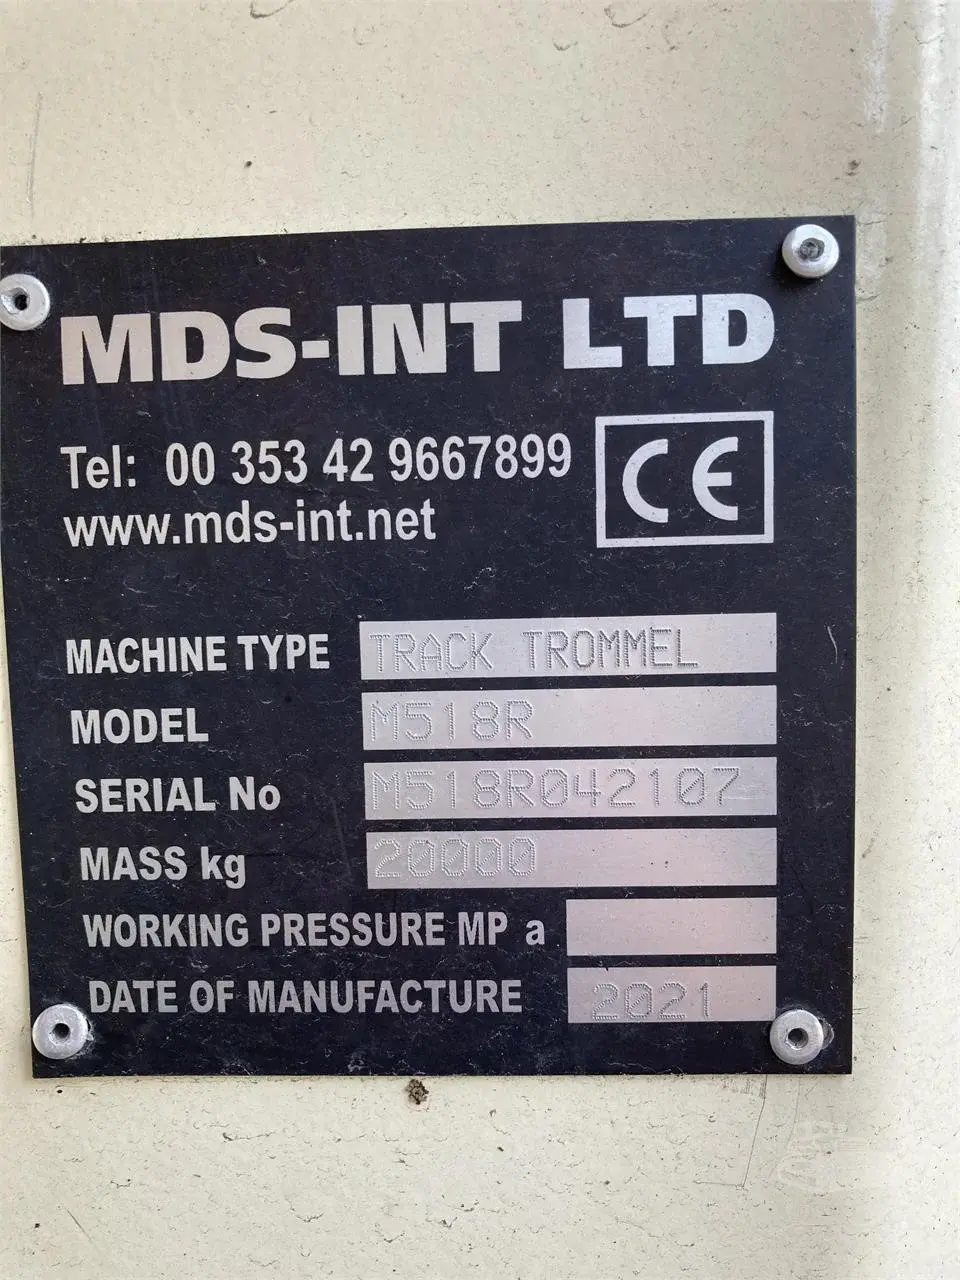 MDS-INT LTD
Tel: 00 353 42 9667899
www.mds-int.net
CE
MACHINE TYPE TRACK TROMMEL
MODEL M518R
SERIAL No M518R042107
MASS kg 20000
WORKING PRESSURE MP a
DATE OF MANUFACTURE 2021